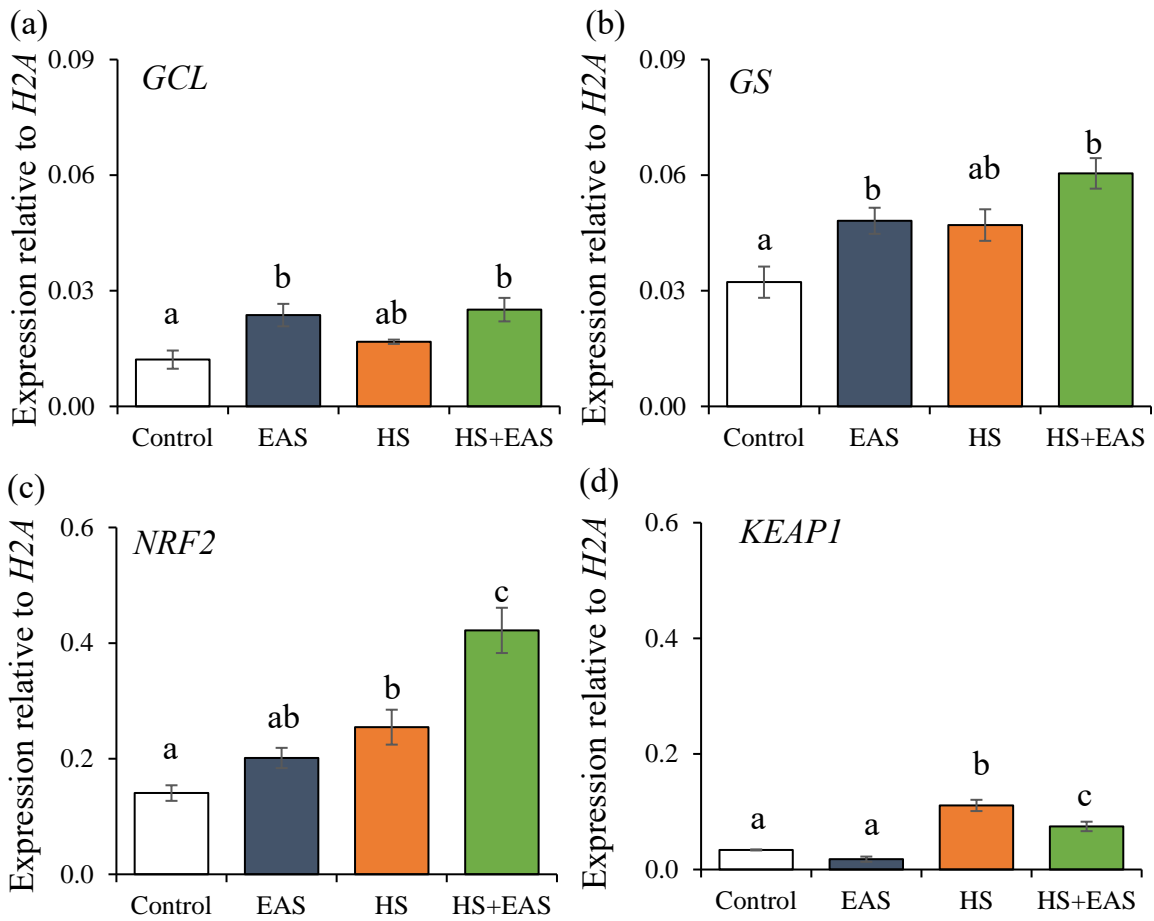 (a)
Expression relative to H2A
0.09
0.06
0.03
0.00
GCL
a
b
ab
b
Control
EAS
HS
HS+EAS
(b)
Expression relative to H2A
0.09
0.06
0.03
0.00
GS
a
b
ab
b
Control
EAS
HS
HS+EAS
(c)
Expression relative to H2A
0.6
0.4
0.2
0.0
NRF2
a
ab
b
c
Control
EAS
HS
HS+EAS
(d)
Expression relative to H2A
0.6
0.4
0.2
0.0
KEAP1
a
a
b
c
Control
EAS
HS
HS+EAS